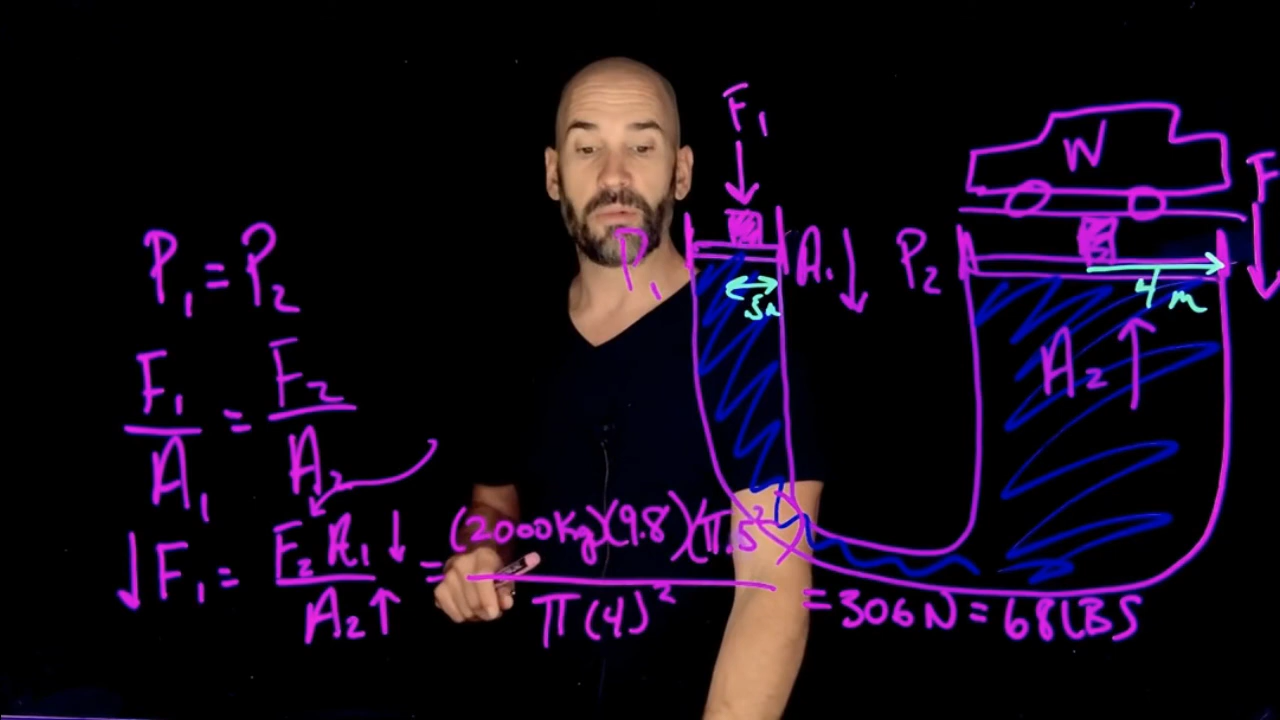 P₁ = P₂
F₁/A₁ = F₂/A₂
↓F₁ = F₂A₁↓/A₂↑ = (2000Kg)(9.8)(π.5²)/π(4)² = 306N = 68LBS
F₁
P₁
A₁↓
.5m
W
P₂
4m
A₂↑
F